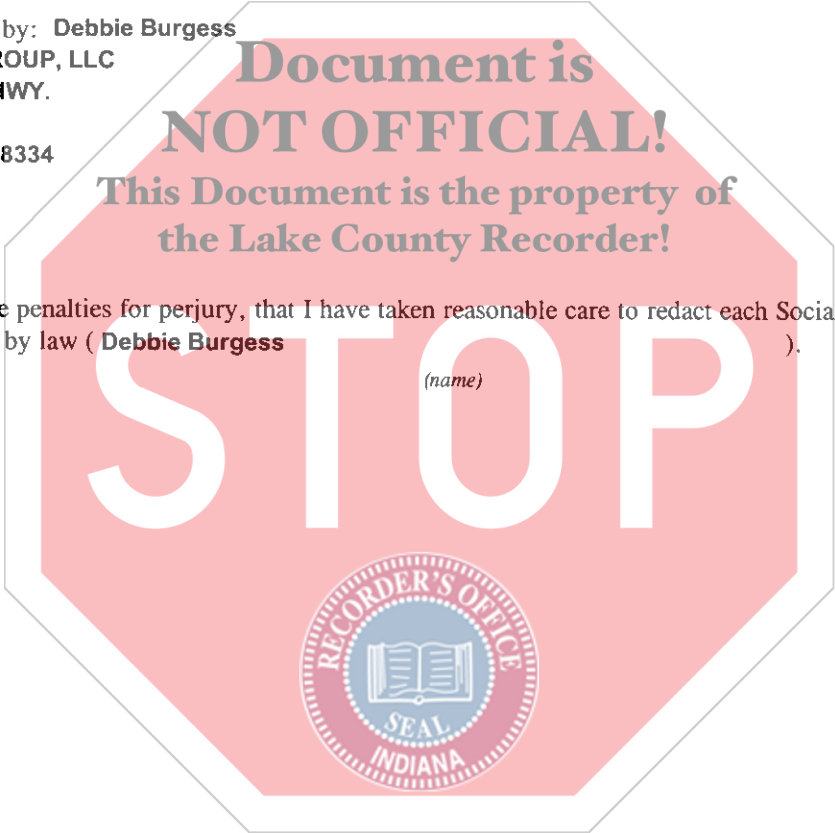 by: Debbie Burgess
ROUP, LLC
HWY.
8334
Document is
NOT OFFICIAL!
This Document is the property of
the Lake County Recorder!
e penalties for perjury, that I have taken reasonable care to redact each Socia
by law ( Debbie Burgess ).
(name)
STOP
RECORDER'S OFFICE
SEAL
INDIANA